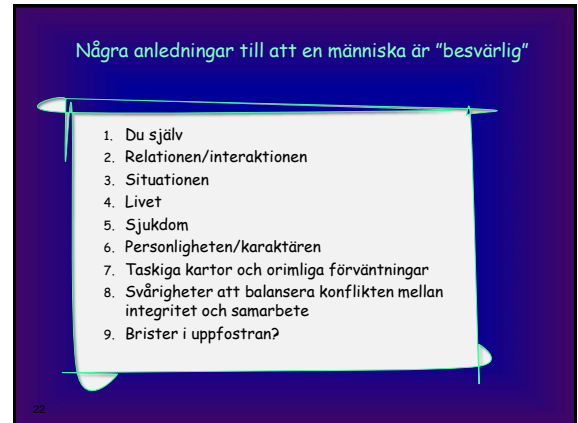 Några anledningar till att en människa är ”besvärlig”
1. Du själv
2. Relationen/interaktionen
3. Situationen
4. Livet
5. Sjukdom
6. Personligheten/karaktären
7. Taskiga kartor och orimliga förväntningar
8. Svårigheter att balansera konflikten mellan
integritet och samarbete
9. Brister i uppfostran?
22